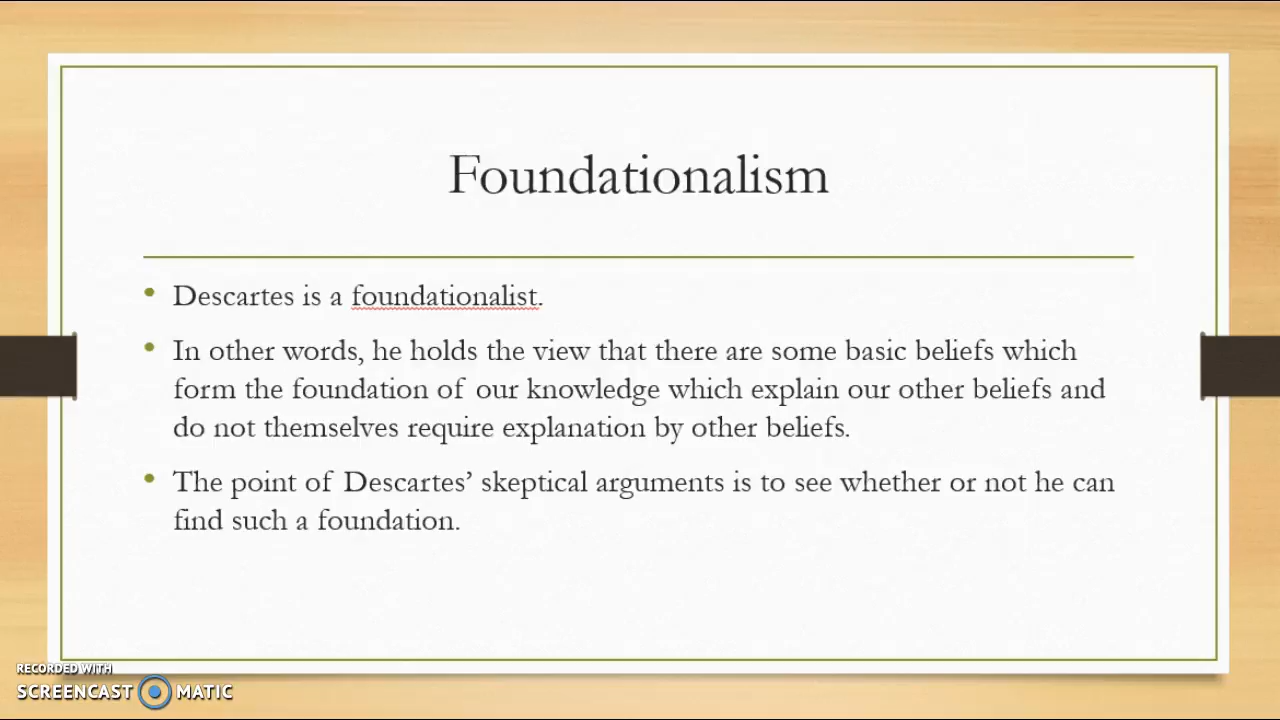 Foundationalism
• Descartes is a foundationalist.
• In other words, he holds the view that there are some basic beliefs which
form the foundation of our knowledge which explain our other beliefs and
do not themselves require explanation by other beliefs.
• The point of Descartes’ skeptical arguments is to see whether or not he can
find such a foundation.
RECORDED WITH
SCREENCAST MATIC